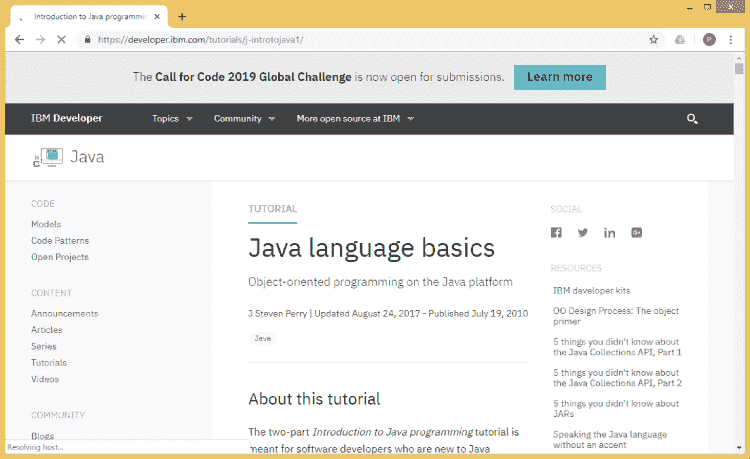 Introduction to Java programmin
https://developer.ibm.com/tutorials/j-introtojava1/
The Call for Code 2019 Global Challenge is now open for submissions. Learn more
IBM Developer Topics Community More open source at IBM
Java
CODE
Models
Code Patterns
Open Projects
CONTENT
Announcements
Articles
Series
Tutorials
Videos
COMMUNITY
Blogs
Resolving host...
TUTORIAL
Java language basics
Object-oriented programming on the Java platform
J Steven Perry | Updated August 24, 2017 - Published July 19, 2010
Java
About this tutorial
The two-part Introduction to Java programming tutorial is
meant for software developers who are new to Java
SOCIAL
RESOURCES
IBM developer kits
OO Design Process: The object
primer
5 things you didn't know about
the Java Collections API, Part 1
5 things you didn't know about
the Java Collections API, Part 2
5 things you didn't know about
JARs
Speaking the Java language
without an accent